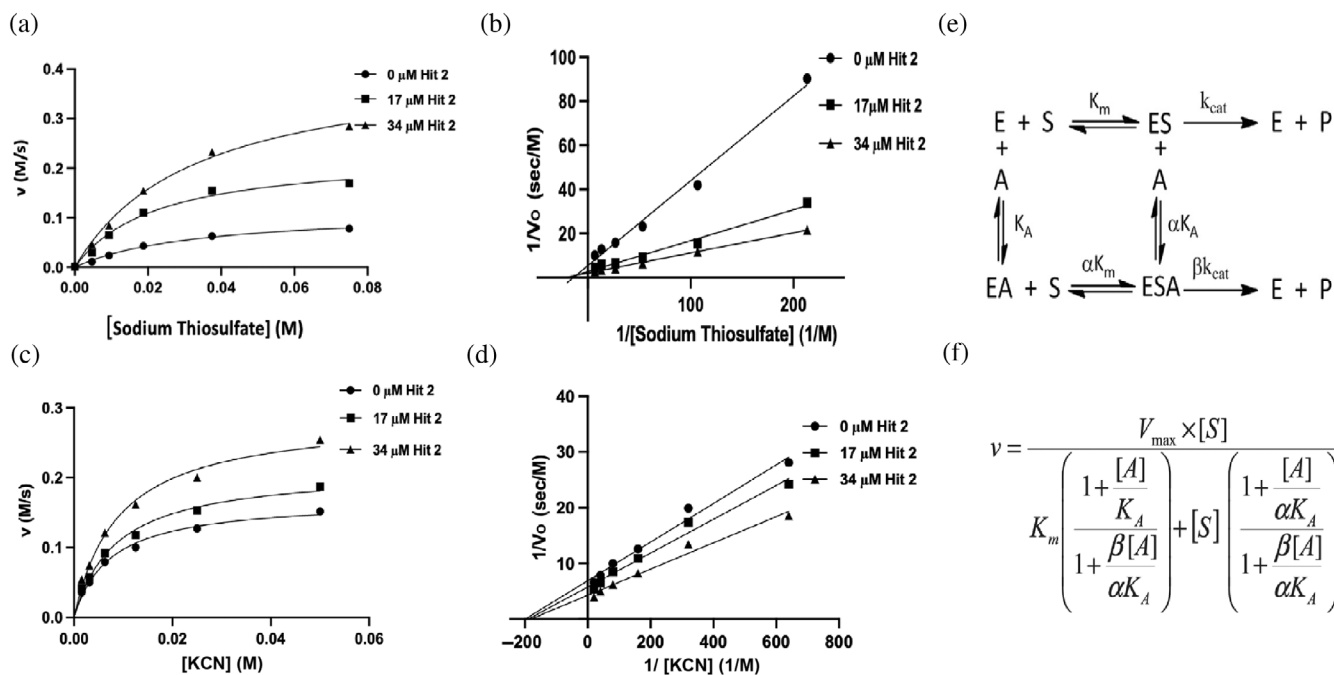 (a)
v (M/s)
0.4
0.3
0.2
0.1
0.0
0.00
0.02
0.04
0.06
0.08
[Sodium Thiosulfate] (M)
0 μM Hit 2
17 μM Hit 2
34 μM Hit 2
(b)
1/Vo (sec/M)
100
80
60
40
20
100
200
1/[Sodium Thiosulfate] (1/M)
0 μM Hit 2
17μM Hit 2
34 μM Hit 2
(c)
v (M/s)
0.3
0.2
0.1
0.0
0.00
0.02
0.04
0.06
[KCN] (M)
0 μM Hit 2
17 μM Hit 2
34 μM Hit 2
(d)
1/Vo (sec/M)
40
30
20
10
−200
0
200
400
600
800
1/ [KCN] (1/M)
0 μM Hit 2
17 μM Hit 2
34 μM Hit 2
(e)
E + S Km ES kcat E + P
+ +
A A
KA αKA
EA + S αKm ESA βkcat E + P
(f)
v = Vmax × [S] / (Km ((1 + [A]/KA) / (1 + β[A]/αKA)) + [S] ((1 + [A]/αKA) / (1 + β[A]/αKA)))